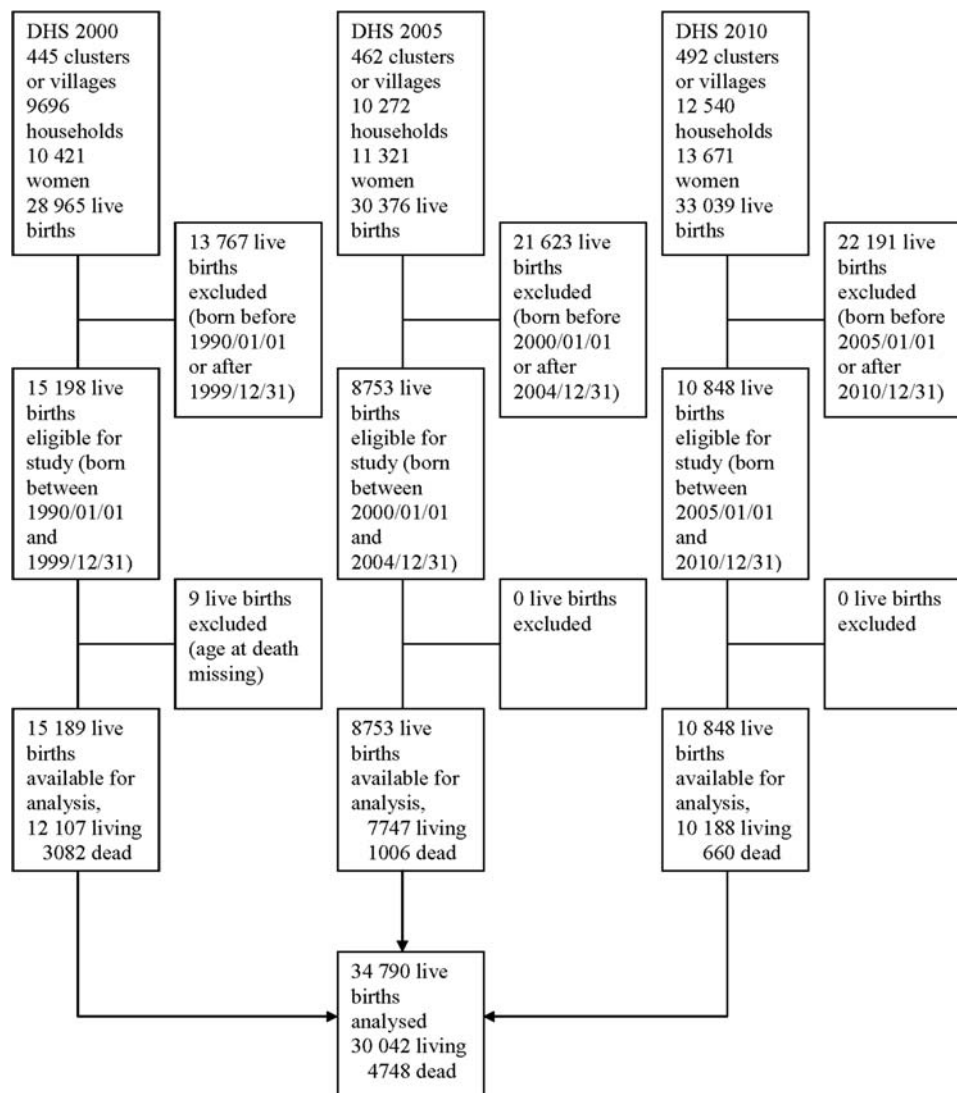 DHS 2000
445 clusters
or villages
9696
households
10 421
women
28 965 live
births
DHS 2005
462 clusters
or villages
10 272
households
11 321
women
30 376 live
births
DHS 2010
492 clusters
or villages
12 540
households
13 671
women
33 039 live
births
13 767 live
births
excluded
(born before
1990/01/01
or after
1999/12/31)
21 623 live
births
excluded
(born before
2000/01/01
or after
2004/12/31)
22 191 live
births
excluded
(born before
2005/01/01
or after
2010/12/31)
15 198 live
births
eligible for
study (born
between
1990/01/01
and
1999/12/31)
8753 live
births
eligible for
study (born
between
2000/01/01
and
2004/12/31)
10 848 live
births
eligible for
study (born
between
2005/01/01
and
2010/12/31)
9 live births
excluded
(age at death
missing)
0 live births
excluded
0 live births
excluded
15 189 live
births
available for
analysis,
12 107 living
3082 dead
8753 live
births
available for
analysis,
7747 living
1006 dead
10 848 live
births
available for
analysis,
10 188 living
660 dead
34 790 live
births
analysed
30 042 living
4748 dead